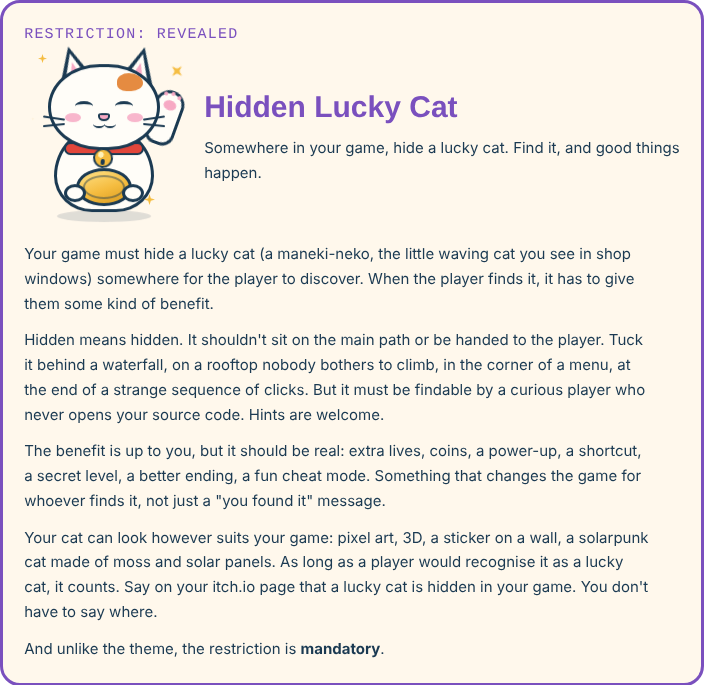 RESTRICTION: REVEALED
Hidden Lucky Cat
Somewhere in your game, hide a lucky cat. Find it, and good things
happen.
Your game must hide a lucky cat (a maneki-neko, the little waving cat you see in shop
windows) somewhere for the player to discover. When the player finds it, it has to give
them some kind of benefit.
Hidden means hidden. It shouldn't sit on the main path or be handed to the player. Tuck
it behind a waterfall, on a rooftop nobody bothers to climb, in the corner of a menu, at
the end of a strange sequence of clicks. But it must be findable by a curious player who
never opens your source code. Hints are welcome.
The benefit is up to you, but it should be real: extra lives, coins, a power-up, a shortcut,
a secret level, a better ending, a fun cheat mode. Something that changes the game for
whoever finds it, not just a "you found it" message.
Your cat can look however suits your game: pixel art, 3D, a sticker on a wall, a solarpunk
cat made of moss and solar panels. As long as a player would recognise it as a lucky
cat, it counts. Say on your itch.io page that a lucky cat is hidden in your game. You don't
have to say where.
And unlike the theme, the restriction is mandatory.